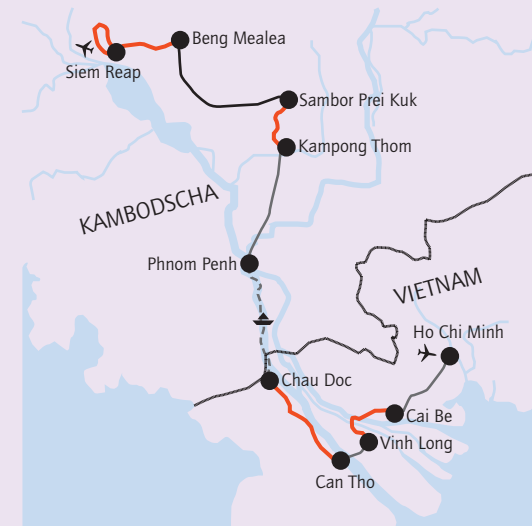 Beng Mealea
Siem Reap
Sambor Prei Kuk
Kampong Thom
KAMBODSCHA
Phnom Penh
VIETNAM
Ho Chi Minh
Chau Doc
Cai Be
Vinh Long
Can Tho